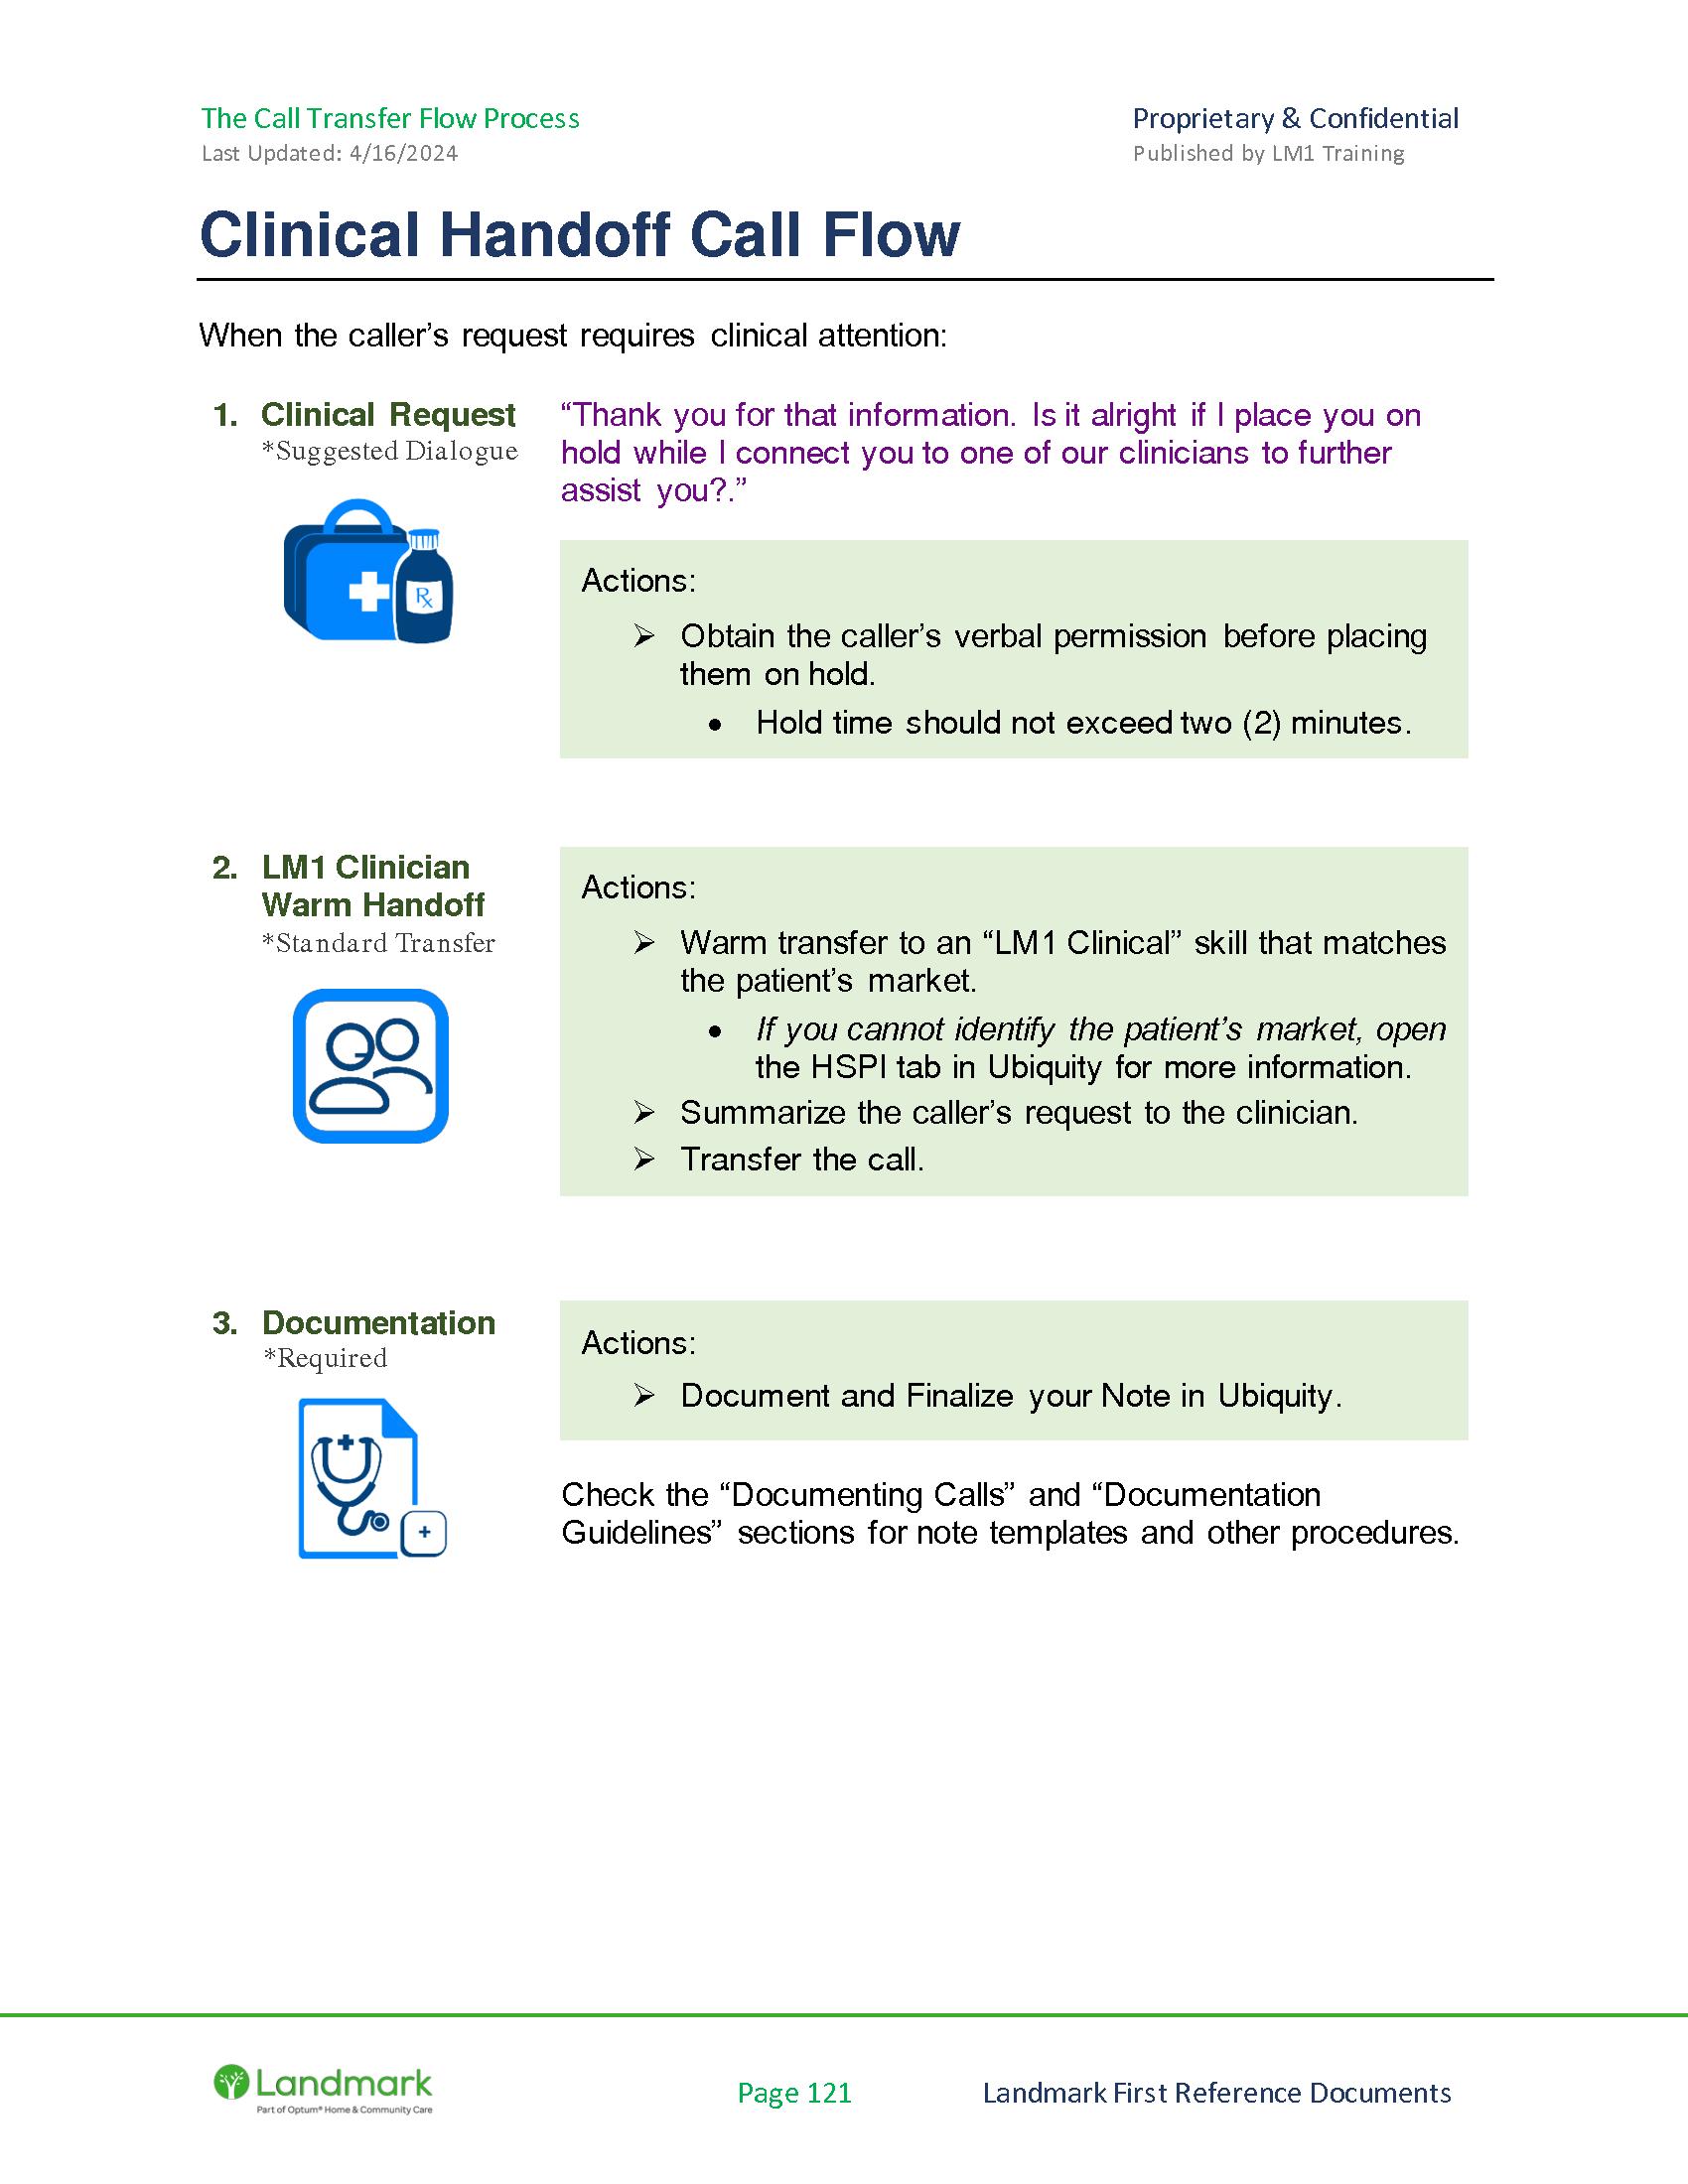 The Call Transfer Flow Process
Proprietary & Confidential
Last Updated: 4/16/2024
Published by LM1 Training
Clinical Handoff Call Flow
When the caller’s request requires clinical attention:
1. Clinical Request
*Suggested Dialogue
“Thank you for that information. Is it alright if I place you on
hold while I connect you to one of our clinicians to further
assist you?.”
Rx
Actions:
➢ Obtain the caller’s verbal permission before placing
them on hold.
• Hold time should not exceed two (2) minutes.
2. LM1 Clinician
Warm Handoff
*Standard Transfer
Actions:
➢ Warm transfer to an “LM1 Clinical” skill that matches
the patient’s market.
• If you cannot identify the patient’s market, open
the HSPI tab in Ubiquity for more information.
➢ Summarize the caller’s request to the clinician.
➢ Transfer the call.
3. Documentation
*Required
Actions:
➢ Document and Finalize your Note in Ubiquity.
Check the “Documenting Calls” and “Documentation
Guidelines” sections for note templates and other procedures.
Landmark
Part of Optum® Home & Community Care
Page 121
Landmark First Reference Documents